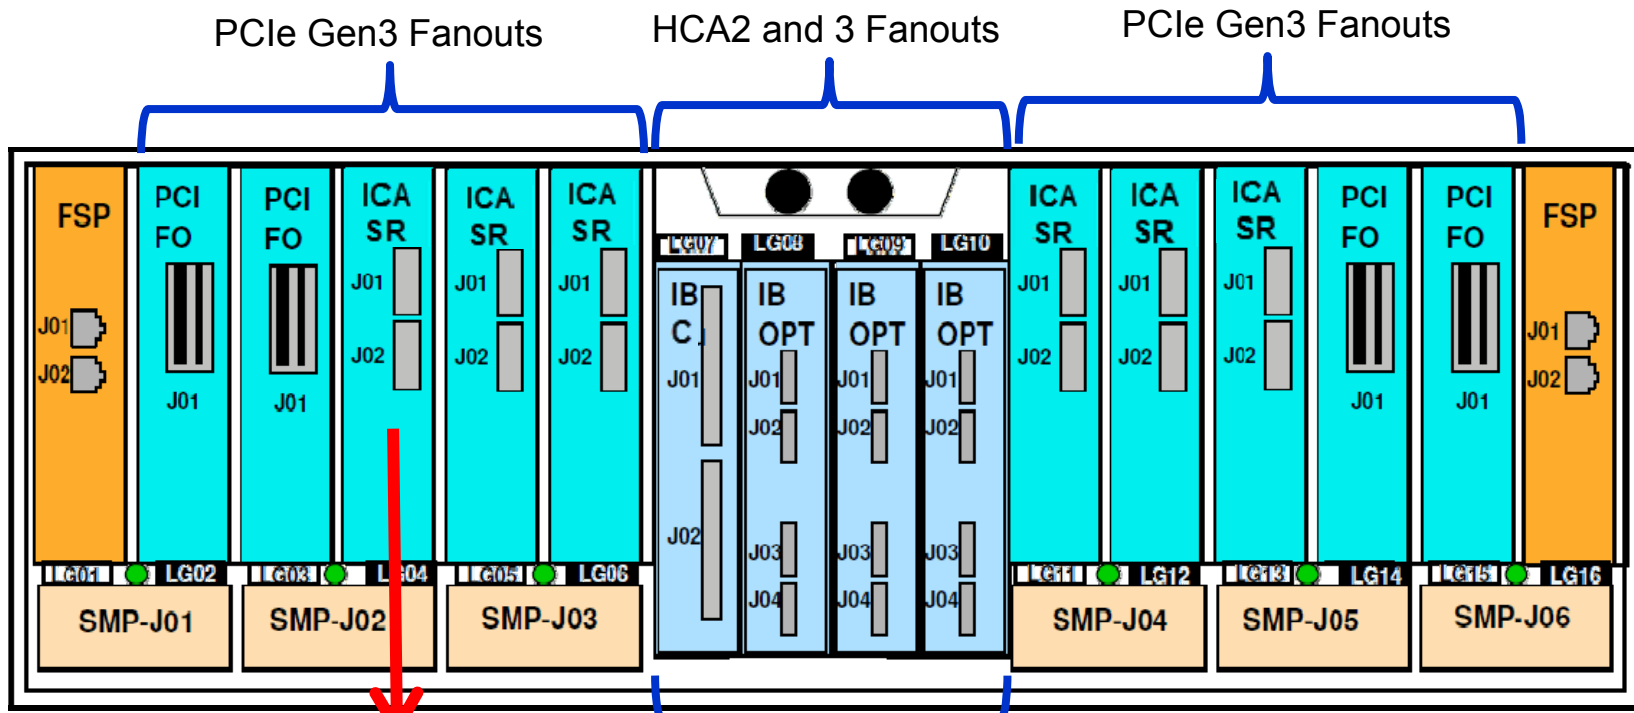 PCIe Gen3 Fanouts
HCA2 and 3 Fanouts
PCIe Gen3 Fanouts
FSP
J01
J02
PCI
FO
J01
PCI
FO
J01
ICA
SR
J01
J02
ICA
SR
J01
J02
ICA
SR
J01
J02
LG07
LG08
LG09
LG10
IB
J01
J02
IB
OPT
J01
J02
J03
J04
IB
OPT
J01
J02
J03
J04
IB
OPT
J01
J02
J03
J04
ICA
SR
J01
J02
ICA
SR
J01
J02
ICA
SR
J01
J02
PCI
FO
J01
PCI
FO
J01
FSP
J01
J02
LG01
LG02
LG03
LG04
LG05
LG06
LG11
LG12
LG13
LG14
LG15
LG16
SMP-J01
SMP-J02
SMP-J03
SMP-J04
SMP-J05
SMP-J06